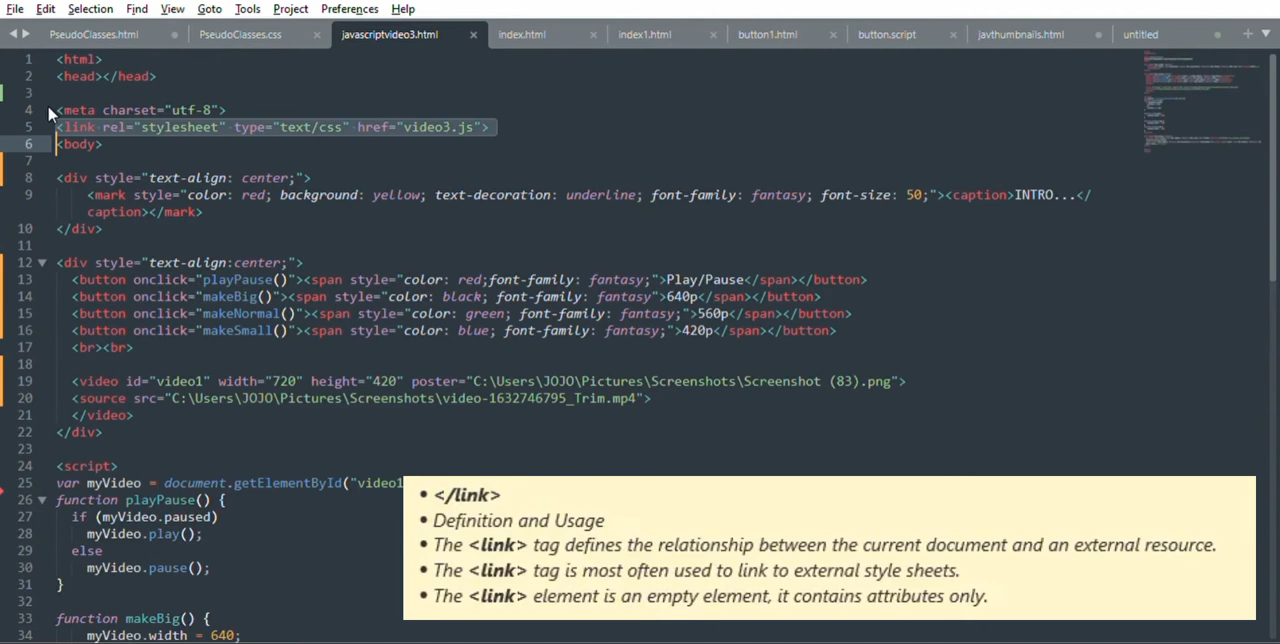 File Edit Selection Find View Goto Tools Project Preferences Help
PseudoClasses.html PseudoClasses.css javascriptvideo3.html index.html index1.html button1.html button.script javthumbnails.html untitled
1 <html>
2 <head></head>
3
4 <meta charset="utf-8">
5 <link rel="stylesheet" type="text/css" href="video3.js">
6 <body>
7
8 <div style="text-align: center;">
9 <mark style="color: red; background: yellow; text-decoration: underline; font-family: fantasy; font-size: 50;"><caption>INTRO...</
caption></mark>
10 </div>
11
12 <div style="text-align:center;">
13 <button onclick="playPause()"><span style="color: red;font-family: fantasy;">Play/Pause</span></button>
14 <button onclick="makeBig()"><span style="color: black; font-family: fantasy">640p</span></button>
15 <button onclick="makeNormal()"><span style="color: green; font-family: fantasy;">560p</span></button>
16 <button onclick="makeSmall()"><span style="color: blue; font-family: fantasy;">420p</span></button>
17 <br><br>
18
19 <video id="video1" width="720" height="420" poster="C:\Users\JOJO\Pictures\Screenshots\Screenshot (83).png">
20 <source src="C:\Users\JOJO\Pictures\Screenshots\video-1632746795_Trim.mp4">
21 </video>
22 </div>
23
24 <script>
25 var myVideo = document.getElementById("video1
26 function playPause() {
27 if (myVideo.paused)
28 myVideo.play();
29 else
30 myVideo.pause();
31 }
32
33 function makeBig() {
34 myVideo.width = 640;
• </link>
• Definition and Usage
• The <link> tag defines the relationship between the current document and an external resource.
• The <link> tag is most often used to link to external style sheets.
• The <link> element is an empty element, it contains attributes only.